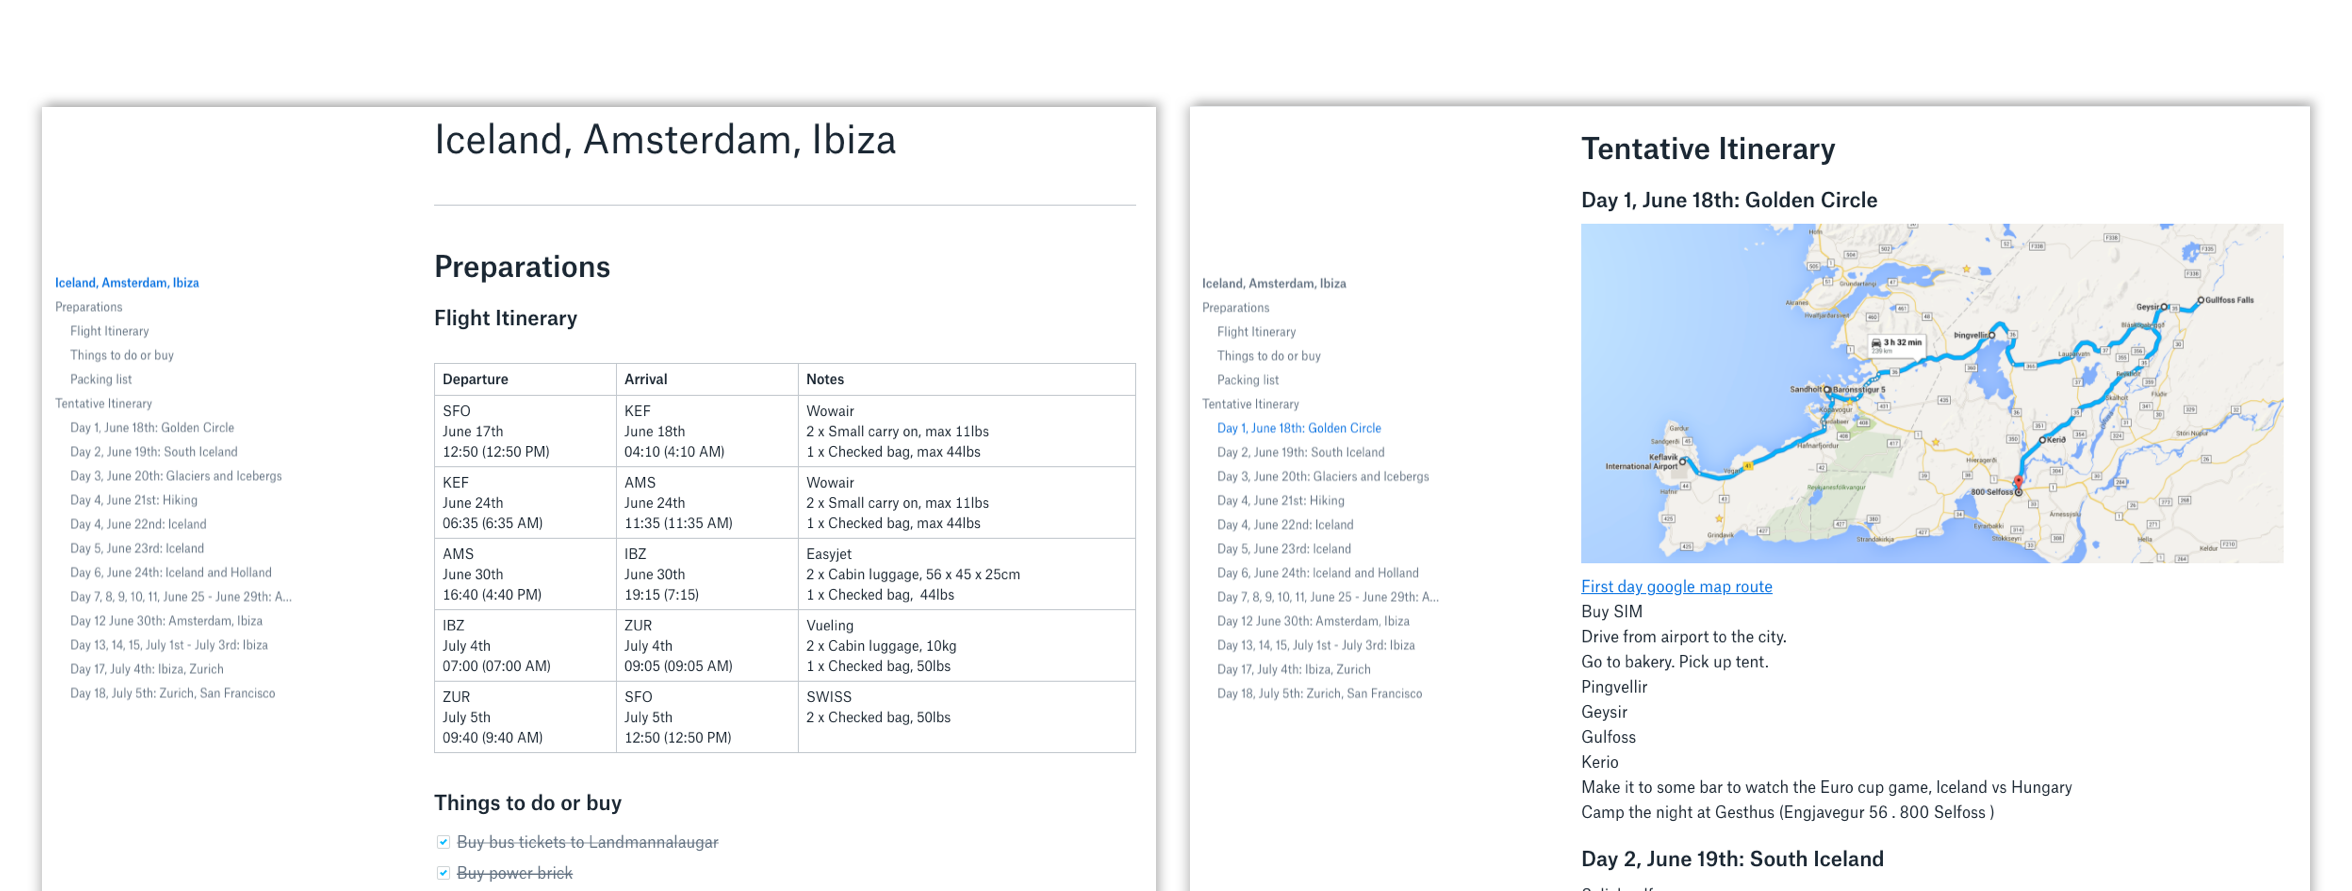 Iceland, Amsterdam, Ibiza
Iceland, Amsterdam, Ibiza
Preparations
Flight Itinerary
Things to do or buy
Packing list
Tentative Itinerary
Day 1, June 18th: Golden Circle
Day 2, June 19th: South Iceland
Day 3, June 20th: Glaciers and Icebergs
Day 4, June 21st: Hiking
Day 4, June 22nd: Iceland
Day 5, June 23rd: Iceland
Day 6, June 24th: Iceland and Holland
Day 7, 8, 9, 10, 11, June 25 - June 29th: A...
Day 12 June 30th: Amsterdam, Ibiza
Day 13, 14, 15, July 1st - July 3rd: Ibiza
Day 17, July 4th: Ibiza, Zurich
Day 18, July 5th: Zurich, San Francisco
Preparations
Flight Itinerary
Departure Arrival Notes
SFO KEF Wowair
June 17th June 18th 2 x Small carry on, max 11lbs
12:50 (12:50 PM) 04:10 (4:10 AM) 1 x Checked bag, max 44lbs
KEF AMS Wowair
June 24th June 24th 2 x Small carry on, max 11lbs
06:35 (6:35 AM) 11:35 (11:35 AM) 1 x Checked bag, max 44lbs
AMS IBZ Easyjet
June 30th June 30th 2 x Cabin luggage, 56 x 45 x 25cm
16:40 (4:40 PM) 19:15 (7:15) 1 x Checked bag, 44lbs
IBZ ZUR Vueling
July 4th July 4th 2 x Cabin luggage, 10kg
07:00 (07:00 AM) 09:05 (09:05 AM) 1 x Checked bag, 50lbs
ZUR SFO SWISS
July 5th July 5th 2 x Checked bag, 50lbs
09:40 (9:40 AM) 12:50 (12:50 PM)
Things to do or buy
Buy bus tickets to Landmannalaugar
Buy power brick
Iceland, Amsterdam, Ibiza
Preparations
Flight Itinerary
Things to do or buy
Packing list
Tentative Itinerary
Day 1, June 18th: Golden Circle
Day 2, June 19th: South Iceland
Day 3, June 20th: Glaciers and Icebergs
Day 4, June 21st: Hiking
Day 4, June 22nd: Iceland
Day 5, June 23rd: Iceland
Day 6, June 24th: Iceland and Holland
Day 7, 8, 9, 10, 11, June 25 - June 29th: A...
Day 12 June 30th: Amsterdam, Ibiza
Day 13, 14, 15, July 1st - July 3rd: Ibiza
Day 17, July 4th: Ibiza, Zurich
Day 18, July 5th: Zurich, San Francisco
Tentative Itinerary
Day 1, June 18th: Golden Circle
Akranes
Geysir
Gullfoss Falls
Þingvellir
3 h 32 min
239 km
Sandholt
Baronsstigur 5
Hafnarfjordur
Gardur
Sandgerði
Keflavik
International Airport
Kerið
800 Selfoss
Reykjanesfólkvangur
Grindavik
Eyrarbakki
Stokkseyri
Hella
Keldur
First day google map route
Buy SIM
Drive from airport to the city.
Go to bakery. Pick up tent.
Pingvellir
Geysir
Gulfoss
Kerio
Make it to some bar to watch the Euro cup game, Iceland vs Hungary
Camp the night at Gesthus (Engjavegur 56 . 800 Selfoss )
Day 2, June 19th: South Iceland